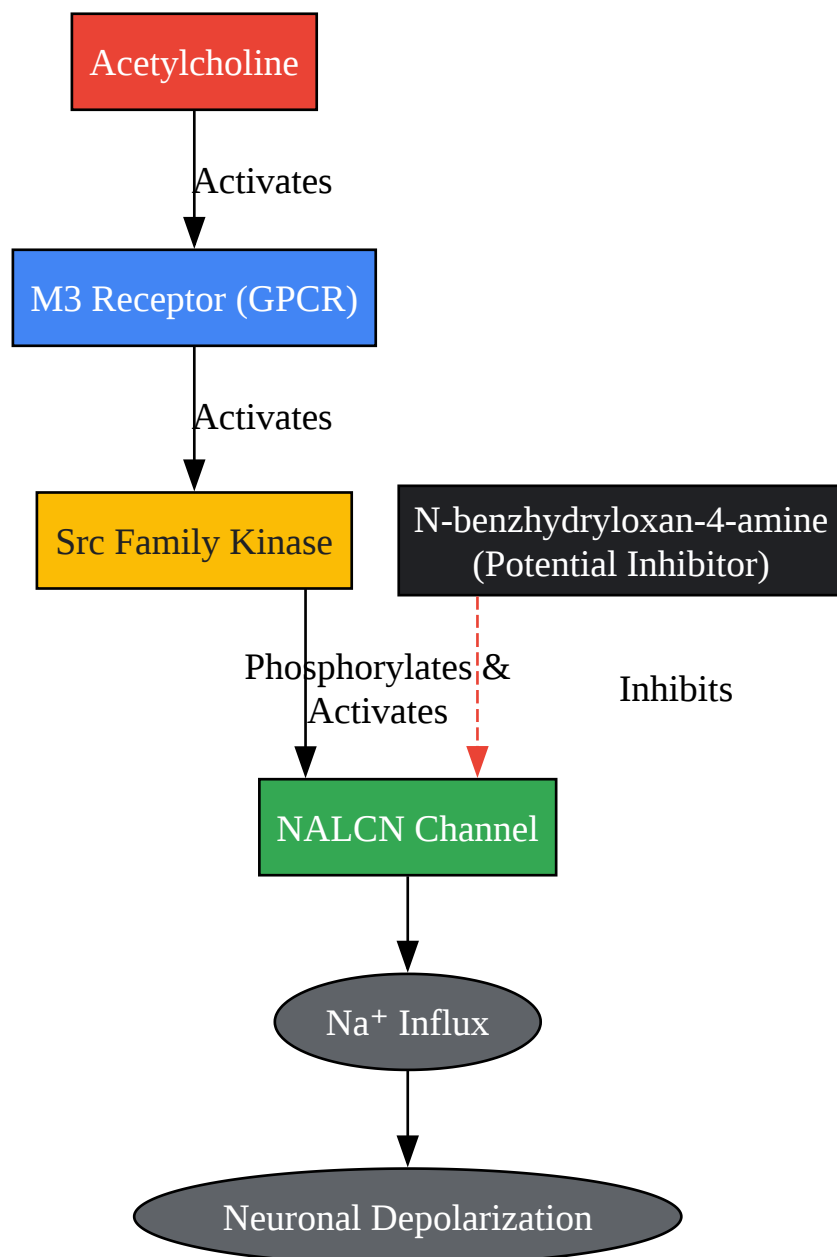 Acetylcholine
Activates
M3 Receptor (GPCR)
Activates
Src Family Kinase
N-benzhydryloxan-4-amine
(Potential Inhibitor)
Phosphorylates &
Activates
Inhibits
NALCN Channel
Na⁺ Influx
Neuronal Depolarization